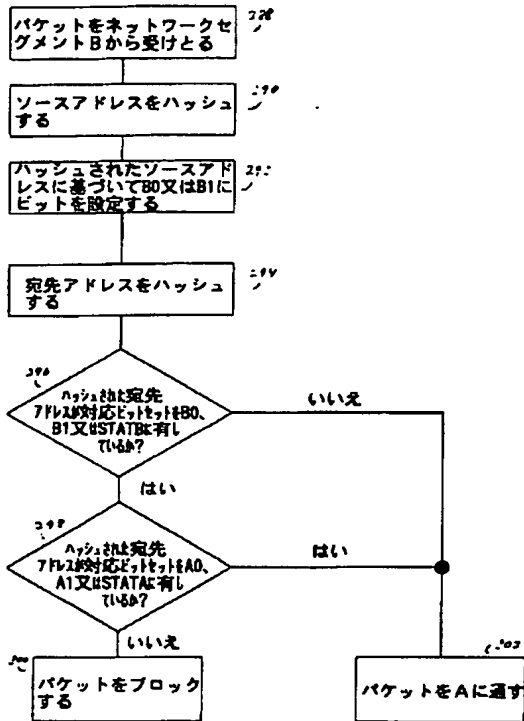 パケットをネットワークセ
グメントBから受けとる
ソースアドレスをハッシュ
する
290
ハッシュされたソースアド
レスに基づいてB0又はB1に
ビットを設定する
宛先アドレスをハッシュ
する
294
296
ハッシュされた宛先
アドレスが対応ビットセットをB0、
B1又はSTATBに有し
ているか?
いいえ
はい
298
ハッシュされた宛先
アドレスが対応ビットセットをA0、
A1又はSTATAに有し
ているか?
はい
いいえ
パケットをブロック
する
302
パケットをAに通す